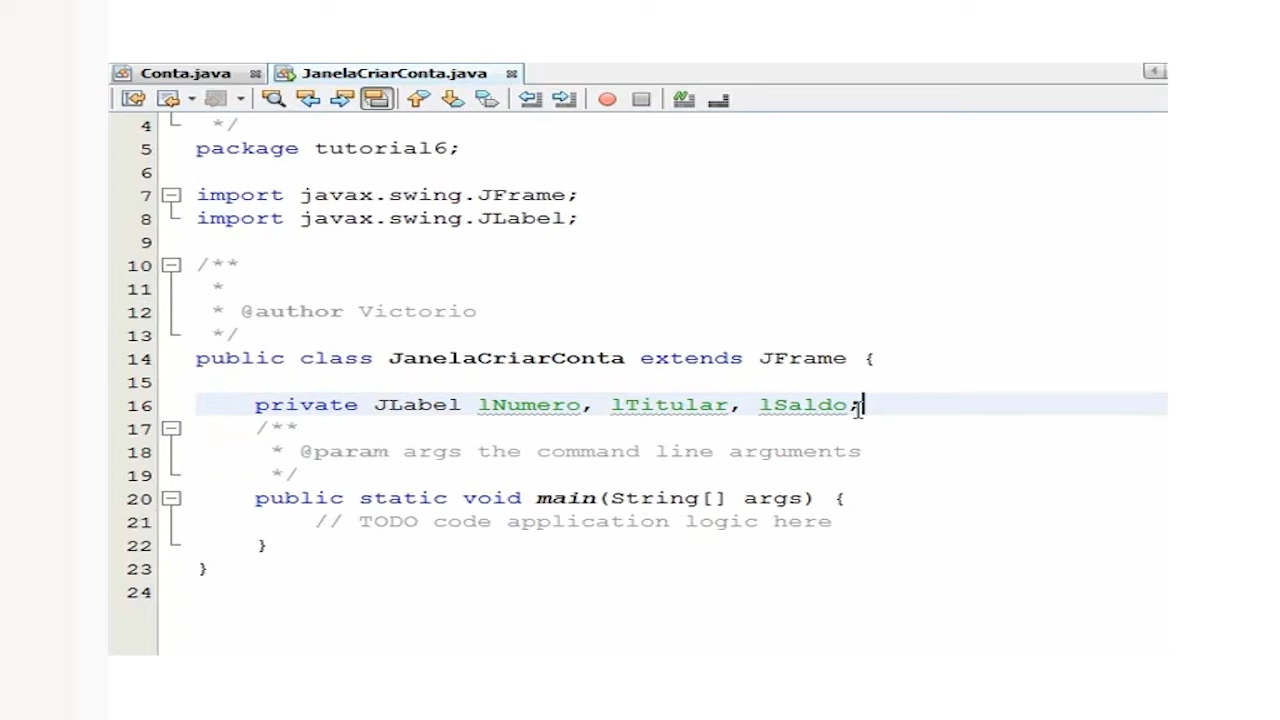 Conta.java JanelaCriarConta.java
4 */
5 package tutorial6;
6
7 import javax.swing.JFrame;
8 import javax.swing.JLabel;
9
10 /**
11 *
12 * @author Victorio
13 */
14 public class JanelaCriarConta extends JFrame {
15
16 private JLabel lNumero, lTitular, lSaldo;
17 /**
18 * @param args the command line arguments
19 */
20 public static void main(String[] args) {
21 // TODO code application logic here
22 }
23 }
24